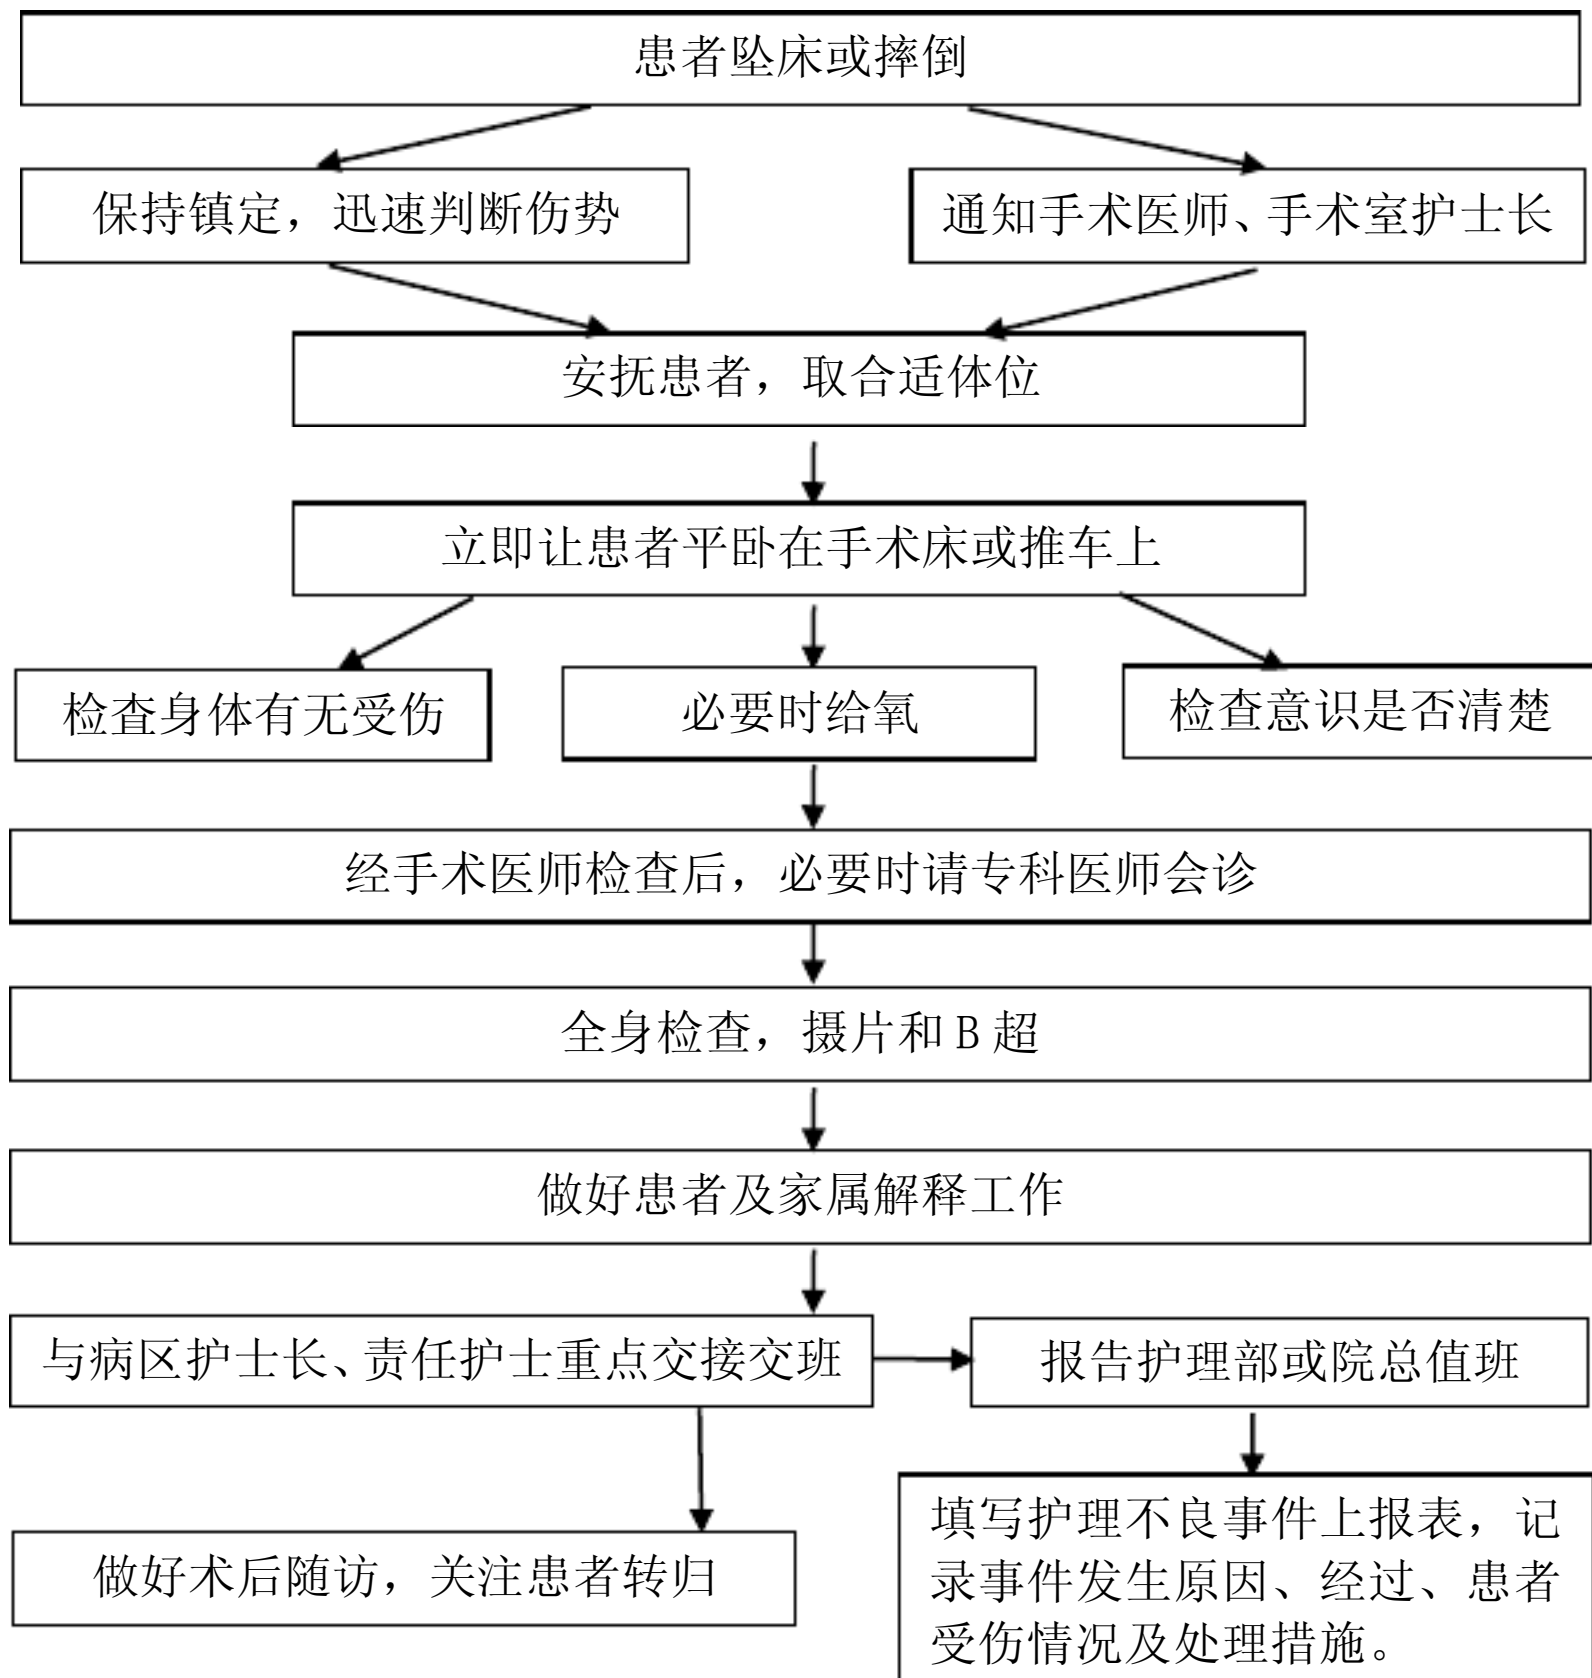 患者坠床或摔倒
保持镇定，迅速判断伤势
通知手术医师、手术室护士长
安抚患者，取合适体位
立即让患者平卧在手术床或推车上
检查身体有无受伤
必要时给氧
检查意识是否清楚
经手术医师检查后，必要时请专科医师会诊
全身检查，摄片和 B 超
做好患者及家属解释工作
与病区护士长、责任护士重点交接交班
报告护理部或院总值班
做好术后随访，关注患者转归
填写护理不良事件上报表，记
录事件发生原因、经过、患者
受伤情况及处理措施。